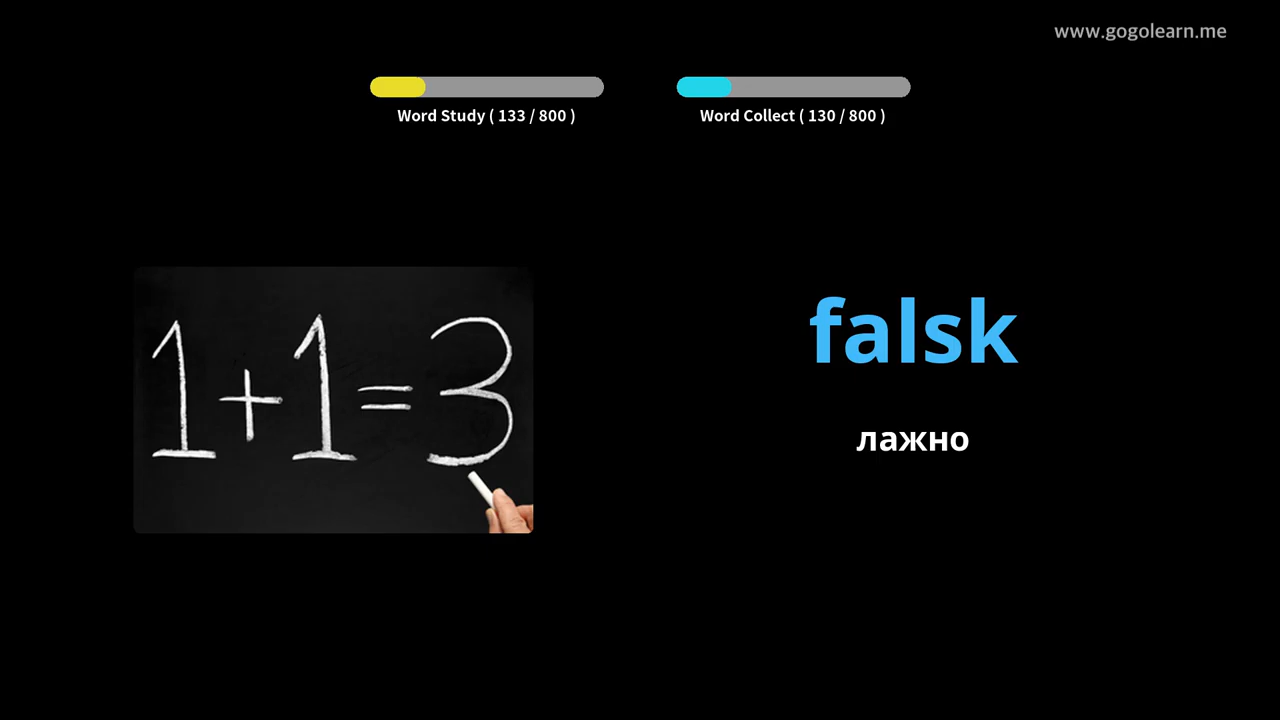 www.gogolearn.me
Word Study ( 133 / 800 )
Word Collect ( 130 / 800 )
1+1=3
falsk
лажно